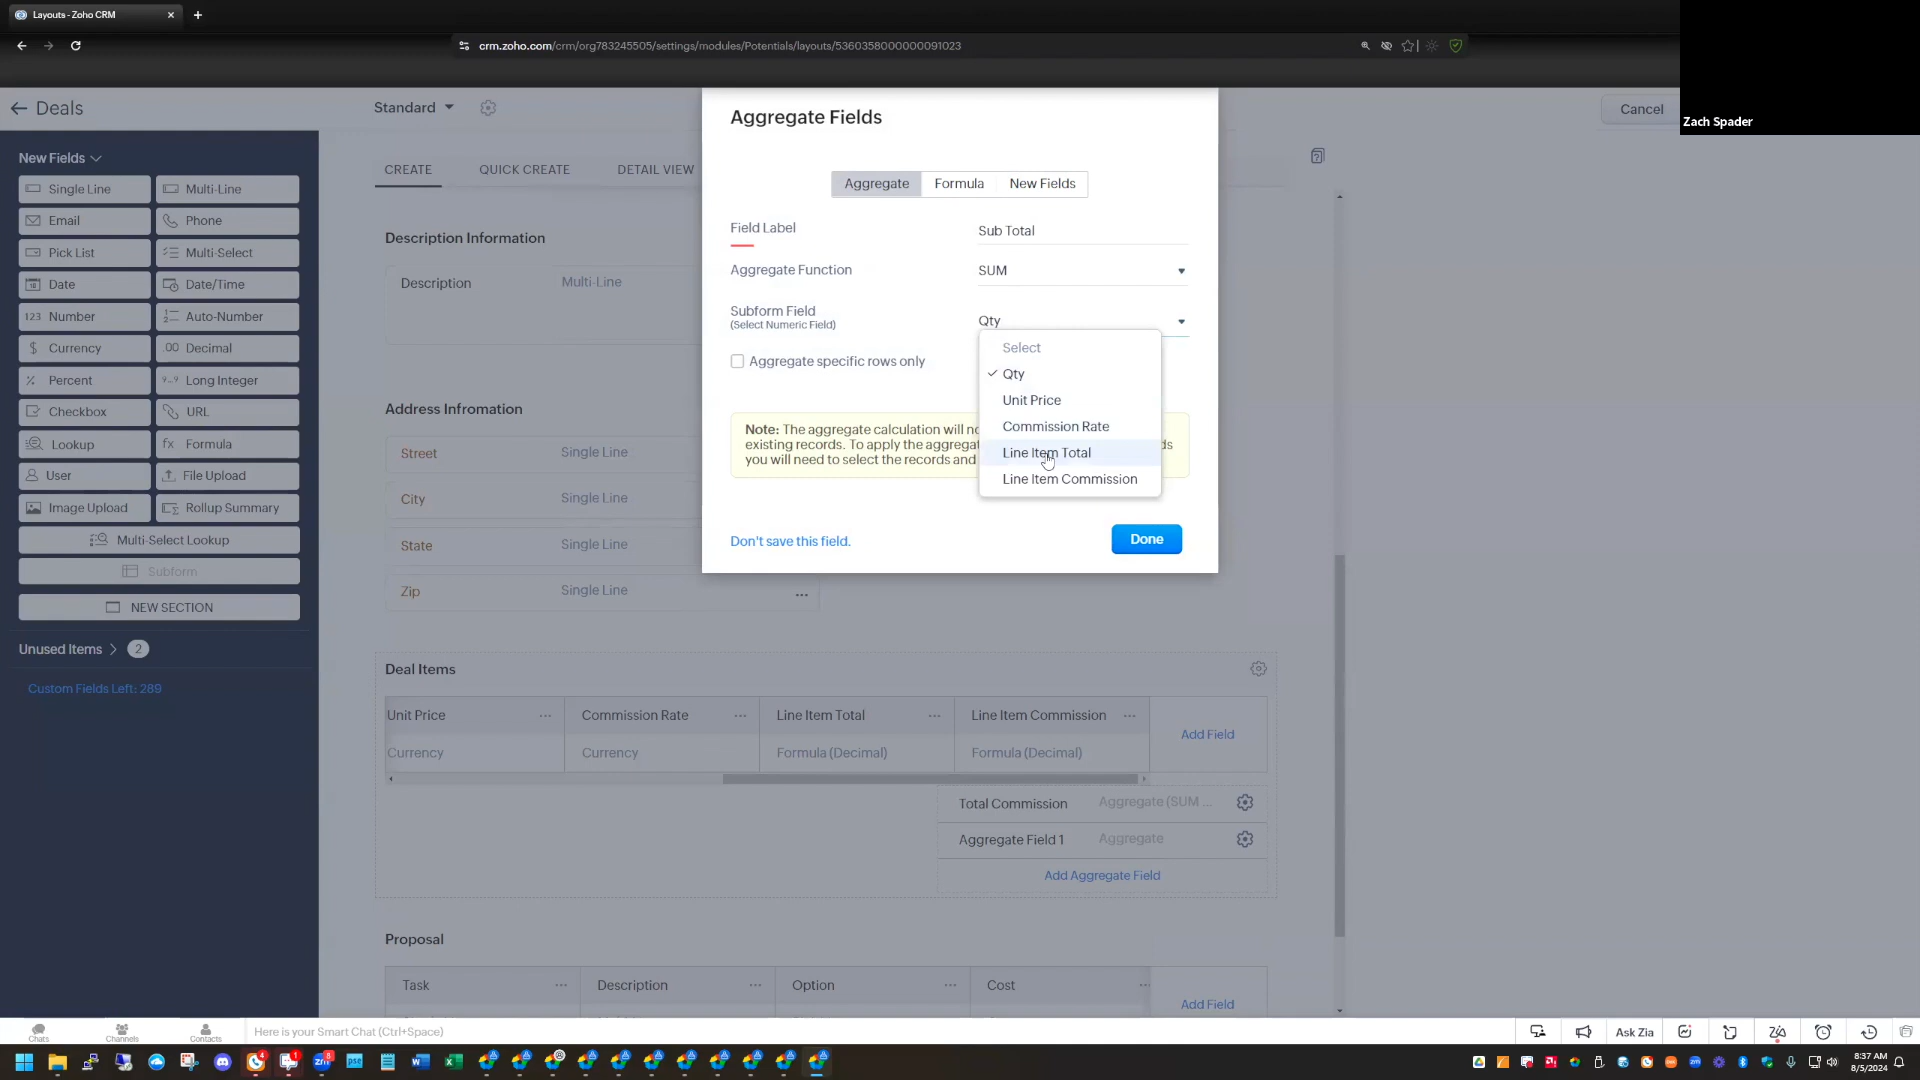 Layouts - Zoho CRM
crm.zoho.com/crm/org783245505/settings/modules/Potentials/layouts/5360358000000091023
Zach Spader
Deals
Standard
Cancel
New Fields
Single Line
Multi-Line
Email
Phone
Pick List
Multi-Select
Date
Date/Time
123 Number
Auto-Number
$ Currency
.00 Decimal
% Percent
9..9 Long Integer
Checkbox
URL
Lookup
fx Formula
User
File Upload
Image Upload
Rollup Summary
Multi-Select Lookup
Subform
NEW SECTION
Unused Items
2
Custom Fields Left: 289
CREATE
QUICK CREATE
DETAIL VIEW
Description Information
Description
Multi-Line
Address Infromation
Street
Single Line
City
Single Line
State
Single Line
Zip
Single Line
Aggregate Fields
Aggregate
Formula
New Fields
Field Label
Sub Total
Aggregate Function
SUM
Subform Field
(Select Numeric Field)
Qty
Aggregate specific rows only
Select
Qty
Unit Price
Commission Rate
Line Item Total
Line Item Commission
Note: The aggregate calculation will
existing records. To apply the
you will need to select the records and
Don't save this field.
Done
Deal Items
Unit Price
Commission Rate
Line Item Total
Line Item Commission
Currency
Currency
Formula (Decimal)
Formula (Decimal)
Add Field
Total Commission
Aggregate (SUM ...
Aggregate Field 1
Aggregate
Add Aggregate Field
Proposal
Task
Description
Option
Cost
Add Field
Chats
Channels
Contacts
Here is your Smart Chat (Ctrl+Space)
Ask Zia
8:37 AM
8/5/2024